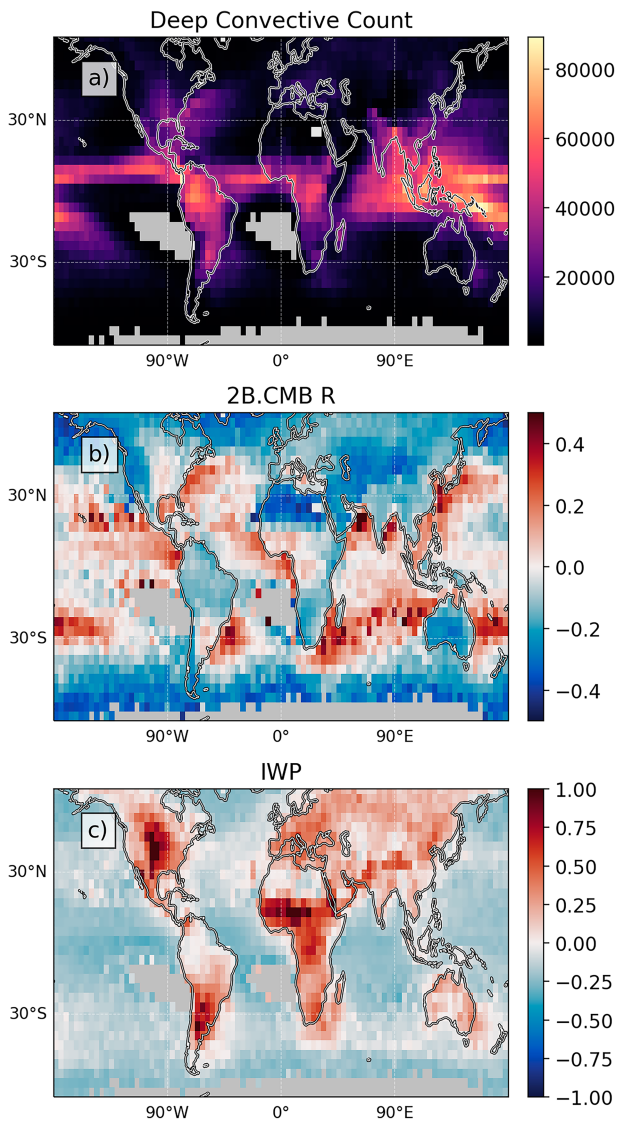 Deep Convective Count
a)
30°N
30°S
90°W 0° 90°E
80000
60000
40000
20000
2B.CMB R
b)
30°N
30°S
90°W 0° 90°E
0.4
0.2
0.0
−0.2
−0.4
IWP
c)
30°N
30°S
90°W 0° 90°E
1.00
0.75
0.50
0.25
0.00
−0.25
−0.50
−0.75
−1.00